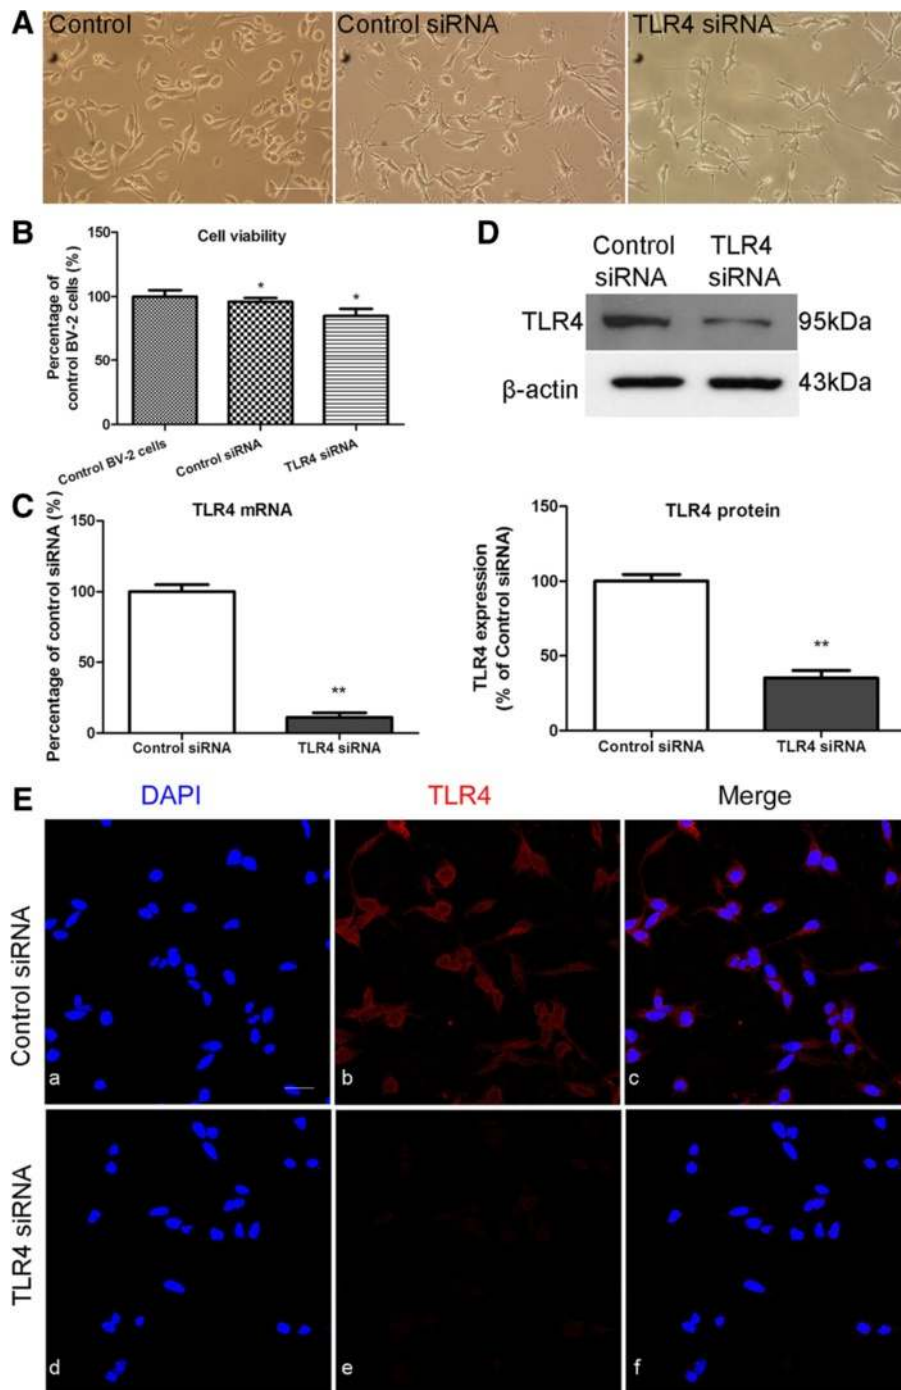 A
Control
Control siRNA
TLR4 siRNA
B
Cell viability
Percentage of
control BV-2 cells (%)
150
100
50
0
*
*
Control BV-2 cells
Control siRNA
TLR4 siRNA
D
Control
siRNA
TLR4
siRNA
TLR4
95kDa
β-actin
43kDa
C
TLR4 mRNA
Percentage of control siRNA (%)
150
100
50
0
**
Control siRNA
TLR4 siRNA
TLR4 protein
TLR4 expression
(% of Control siRNA)
150
100
50
0
**
Control siRNA
TLR4 siRNA
E
DAPI
TLR4
Merge
Control siRNA
a
b
c
TLR4 siRNA
d
e
f